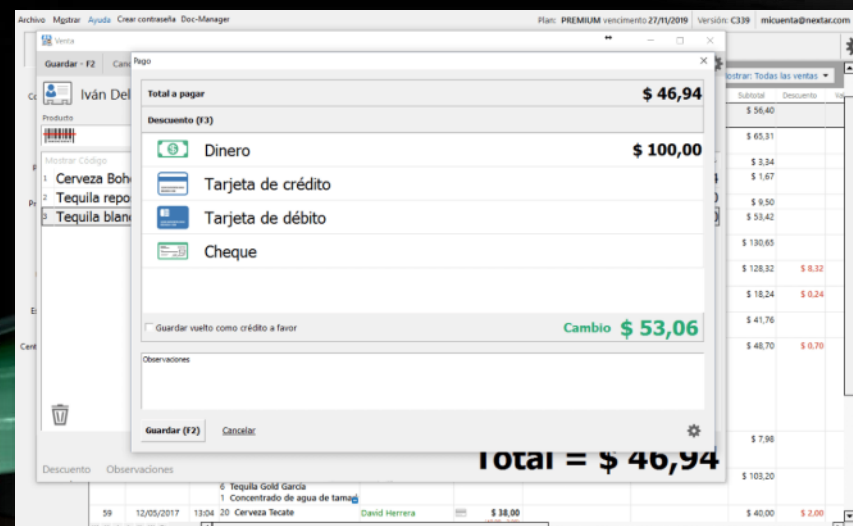 Archivo Mostrar Ayuda Crear contraseña Doc-Manager Plan: PREMIUM vencimento 27/11/2019 Versión: C339 micuenta@nextar.com
Venta
Guardar - F2
Pago
Mostrar: Todas las ventas
Iván Del
Total a pagar $ 46,94
Subtotal Descuento
Producto
Descuento (F3)
$ 56,40
Dinero $ 100,00
$ 65,31
Mostrar Código
$ 3,34
1 Cerveza Boh
Tarjeta de crédito
$ 1,67
2 Tequila repo
$ 9,50
3 Tequila blan
Tarjeta de débito
$ 53,42
Cheque
$ 130,65
$ 128,32 $ 8,32
$ 18,24 $ 0,24
Guardar vuelto como crédito a favor Cambio $ 53,06
$ 41,76
$ 48,70 $ 0,70
Observaciones
Guardar (F2) Cancelar
$ 7,98
Total = $ 46,94
Descuento Observaciones
$ 103,20
6 Tequila Gold Garcia
1 Concentrado de agua de tama
59 12/05/2017 13:04 20 Cerveza Tecate David Herrera $ 38,00 $ 40,00 $ 2,00